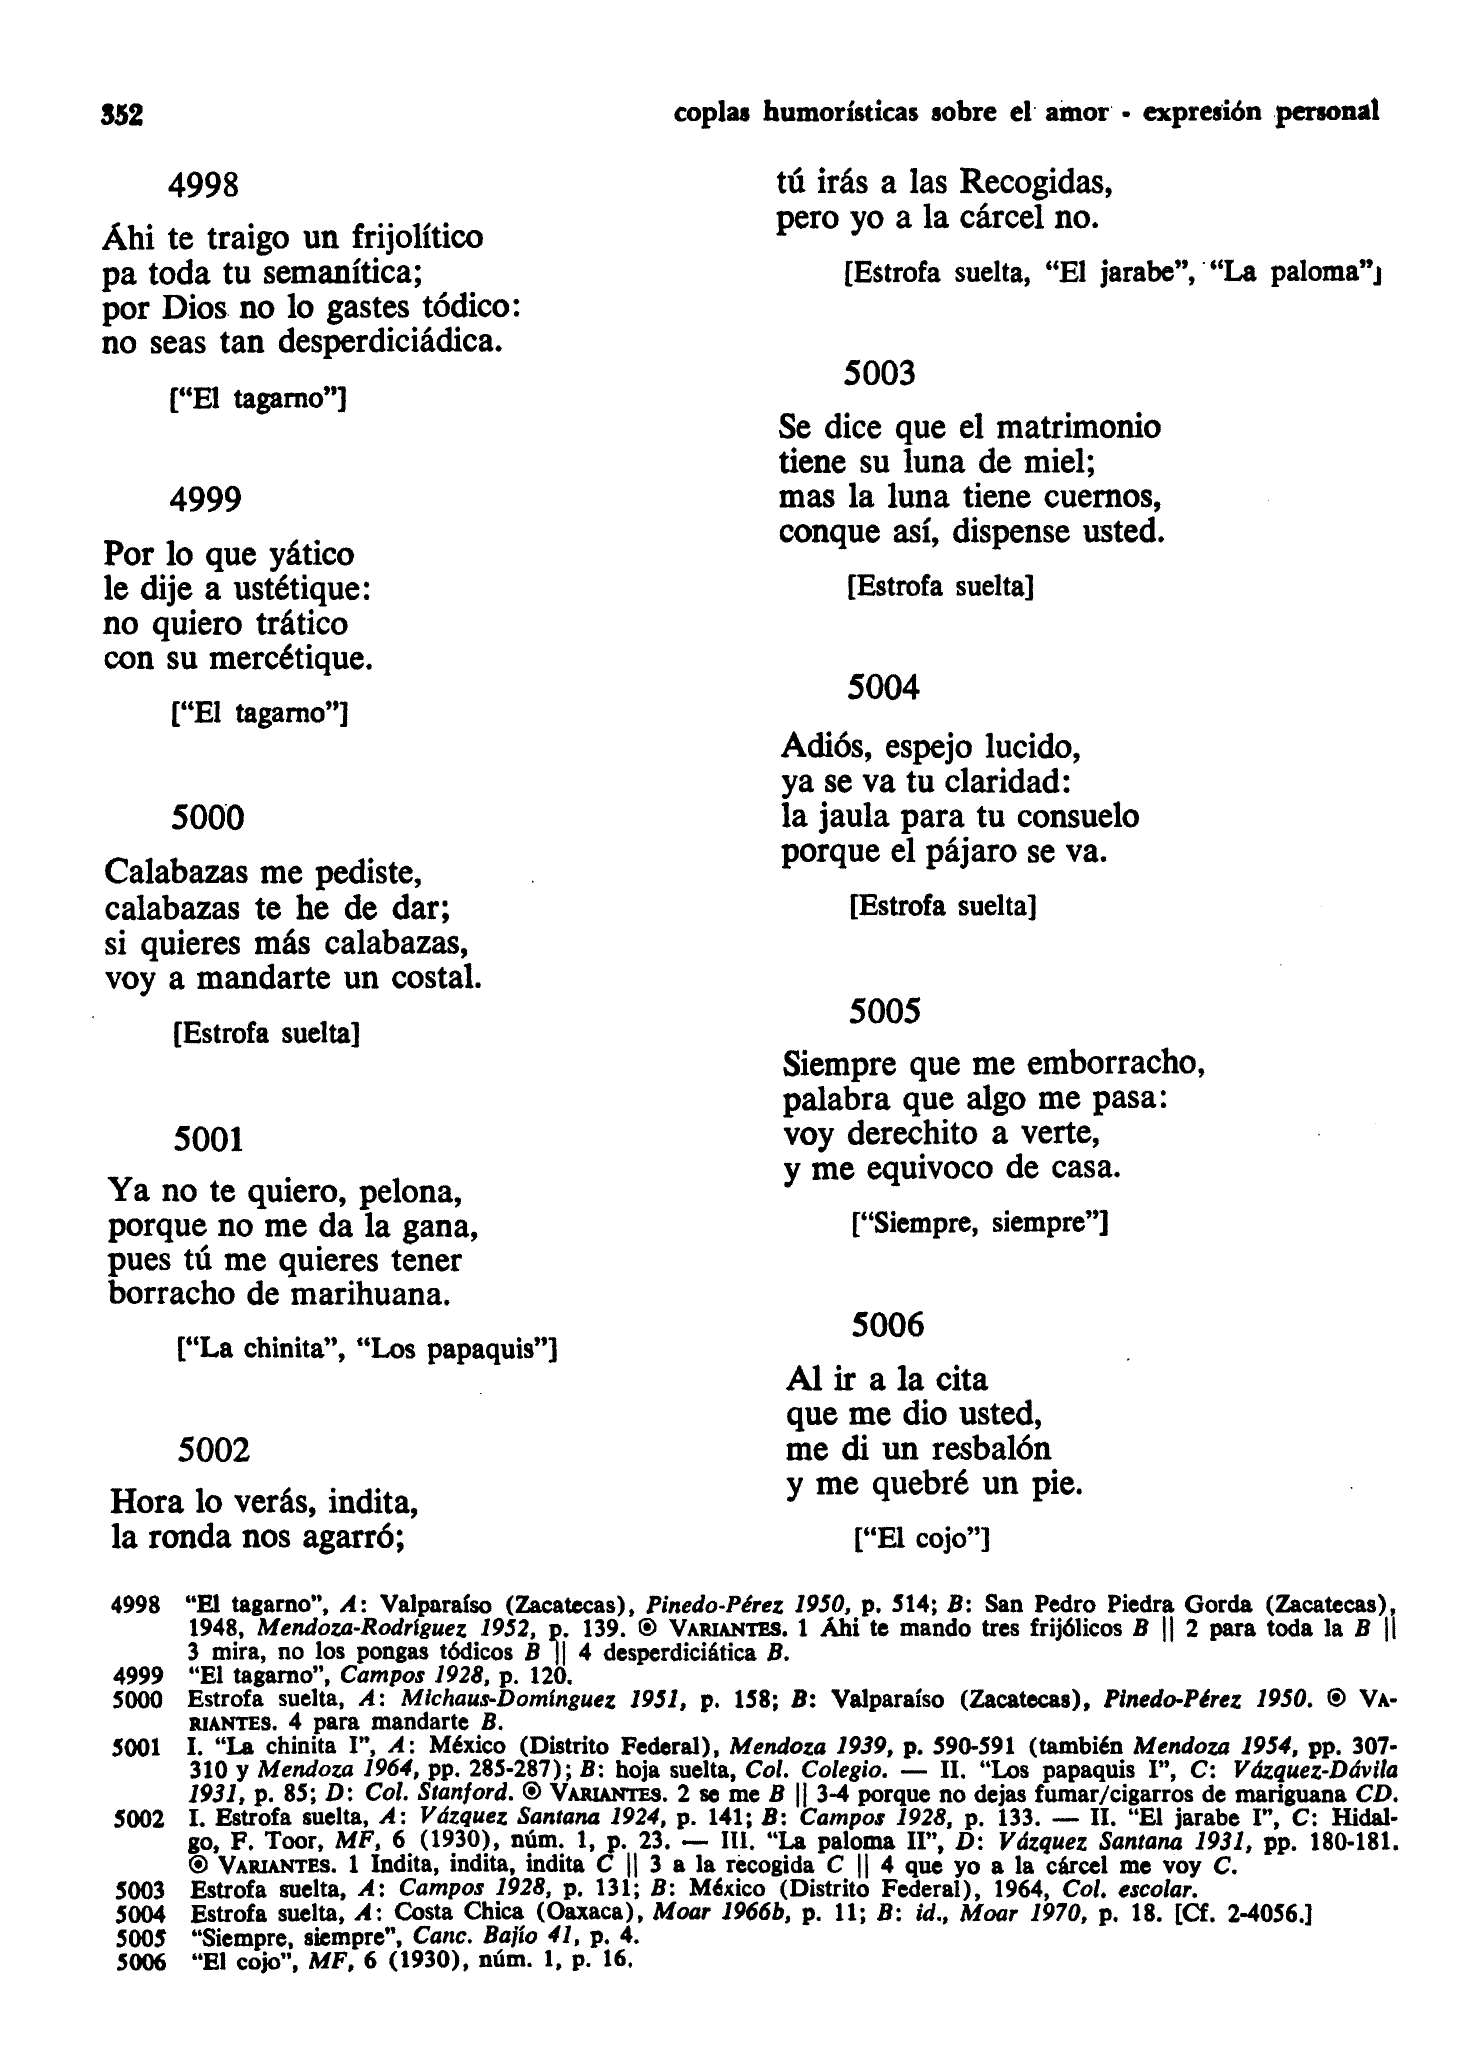 352
coplas humorísticas sobre el amor - expresión personal
4998
Áhi te traigo un frijolítico
pa toda tu semanítica;
por Dios no lo gastes tódico:
no seas tan desperdiciádica.
[“El tagarno”]
4999
Por lo que yático
le dije a ustétique:
no quiero trático
con su mercétique.
[“El tagarno”]
5000
Calabazas me pediste,
calabazas te he de dar;
si quieres más calabazas,
voy a mandarte un costal.
[Estrofa suelta]
5001
Ya no te quiero, pelona,
porque no me da la gana,
pues tú me quieres tener
borracho de marihuana.
[“La chinita”, “Los papaquis”]
5002
Hora lo verás, indita,
la ronda nos agarró;
tú irás a las Recogidas,
pero yo a la cárcel no.
[Estrofa suelta, “El jarabe”, “La paloma”]
5003
Se dice que el matrimonio
tiene su luna de miel;
mas la luna tiene cuernos,
conque así, dispense usted.
[Estrofa suelta]
5004
Adiós, espejo lucido,
ya se va tu claridad:
la jaula para tu consuelo
porque el pájaro se va.
[Estrofa suelta]
5005
Siempre que me emborracho,
palabra que algo me pasa:
voy derechito a verte,
y me equivoco de casa.
[“Siempre, siempre”]
5006
Al ir a la cita
que me dio usted,
me di un resbalón
y me quebré un pie.
[“El cojo”]
4998 “El tagarno”, A: Valparaíso (Zacatecas), Pinedo-Pérez 1950, p. 514; B: San Pedro Piedra Gorda (Zacatecas),
1948, Mendoza-Rodríguez 1952, p. 139. ® VARIANTES. 1 Áhi te mando tres frijólicos B || 2 para toda la B ||
3 mira, no los pongas tódicos B || 4 desperdiciática B.
4999 “El tagarno”, Campos 1928, p. 120.
5000 Estrofa suelta, A: Michaus-Domínguez 1951, p. 158; B: Valparaíso (Zacatecas), Pinedo-Pérez 1950. ® VA-
RIANTES. 4 para mandarte B.
5001 I. “La chinita I”, A: México (Distrito Federal), Mendoza 1939, p. 590-591 (también Mendoza 1954, pp. 307-
310 y Mendoza 1964, pp. 285-287); B: hoja suelta, Col. Colegio. — II. “Los papaquis I”, C: Vázquez-Dávila
1931, p. 85; D: Col. Stanford. ® VARIANTES. 2 se me B || 3-4 porque no dejas fumar/cigarros de mariguana CD.
5002 I. Estrofa suelta, A: Vázquez Santana 1924, p. 141; B: Campos 1928, p. 133. — II. “El jarabe I”, C: Hidal-
go, F. Toor, MF, 6 (1930), núm. 1, p. 23. — III. “La paloma II”, D: Vázquez Santana 1931, pp. 180-181.
® VARIANTES. 1 Indita, indita, indita C || 3 a la recogida C || 4 que yo a la cárcel me voy C.
5003 Estrofa suelta, A: Campos 1928, p. 131; B: México (Distrito Federal), 1964, Col. escolar.
5004 Estrofa suelta, A: Costa Chica (Oaxaca), Moar 1966b, p. 11; B: id., Moar 1970, p. 18. [Cf. 2-4056.]
5005 “Siempre, siempre”, Canc. Bajío 41, p. 4.
5006 “El cojo”, MF, 6 (1930), núm. 1, p. 16.